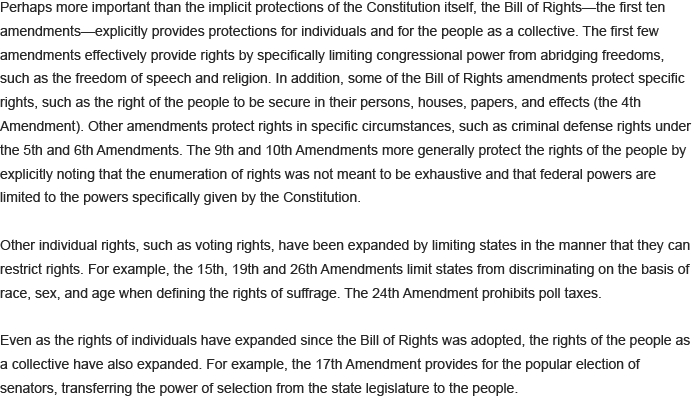 Perhaps more important than the implicit protections of the Constitution itself, the Bill of Rights—the first ten
amendments—explicitly provides protections for individuals and for the people as a collective. The first few
amendments effectively provide rights by specifically limiting congressional power from abridging freedoms,
such as the freedom of speech and religion. In addition, some of the Bill of Rights amendments protect specific
rights, such as the right of the people to be secure in their persons, houses, papers, and effects (the 4th
Amendment). Other amendments protect rights in specific circumstances, such as criminal defense rights under
the 5th and 6th Amendments. The 9th and 10th Amendments more generally protect the rights of the people by
explicitly noting that the enumeration of rights was not meant to be exhaustive and that federal powers are
limited to the powers specifically given by the Constitution.
Other individual rights, such as voting rights, have been expanded by limiting states in the manner that they can
restrict rights. For example, the 15th, 19th and 26th Amendments limit states from discriminating on the basis of
race, sex, and age when defining the rights of suffrage. The 24th Amendment prohibits poll taxes.
Even as the rights of individuals have expanded since the Bill of Rights was adopted, the rights of the people as
a collective have also expanded. For example, the 17th Amendment provides for the popular election of
senators, transferring the power of selection from the state legislature to the people.